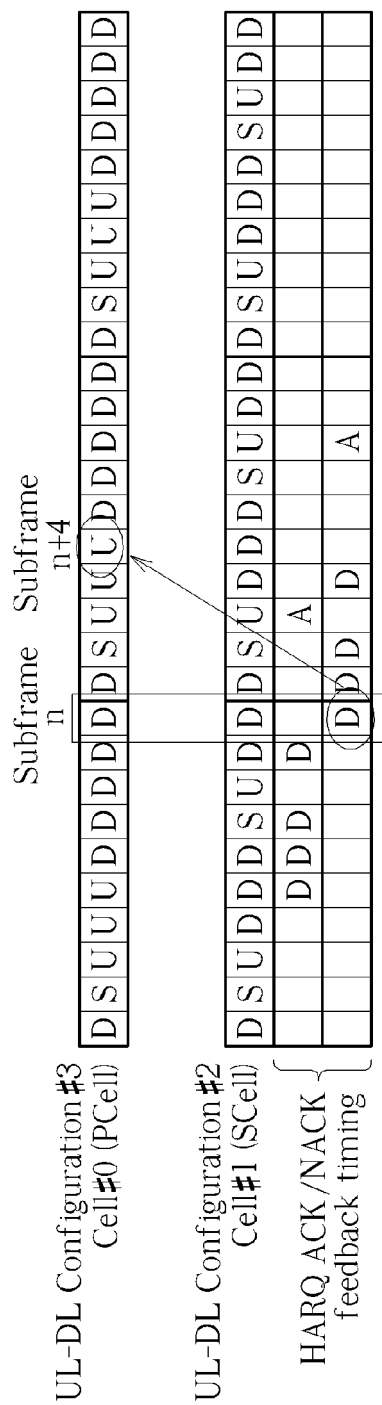 Subframe n
Subframe n+4
UL-DL Configuration #3
Cell#0 (PCell)
D S U U U D D D D D D S U U U D D D D D D S U U U D D D D D
UL-DL Configuration #2
Cell#1 (SCell)
D S U D D D S U D D D S U D D D S U D D D S U D D D S U D D
HARQ ACK/NACK
feedback timing
D D D D A
D D D D A